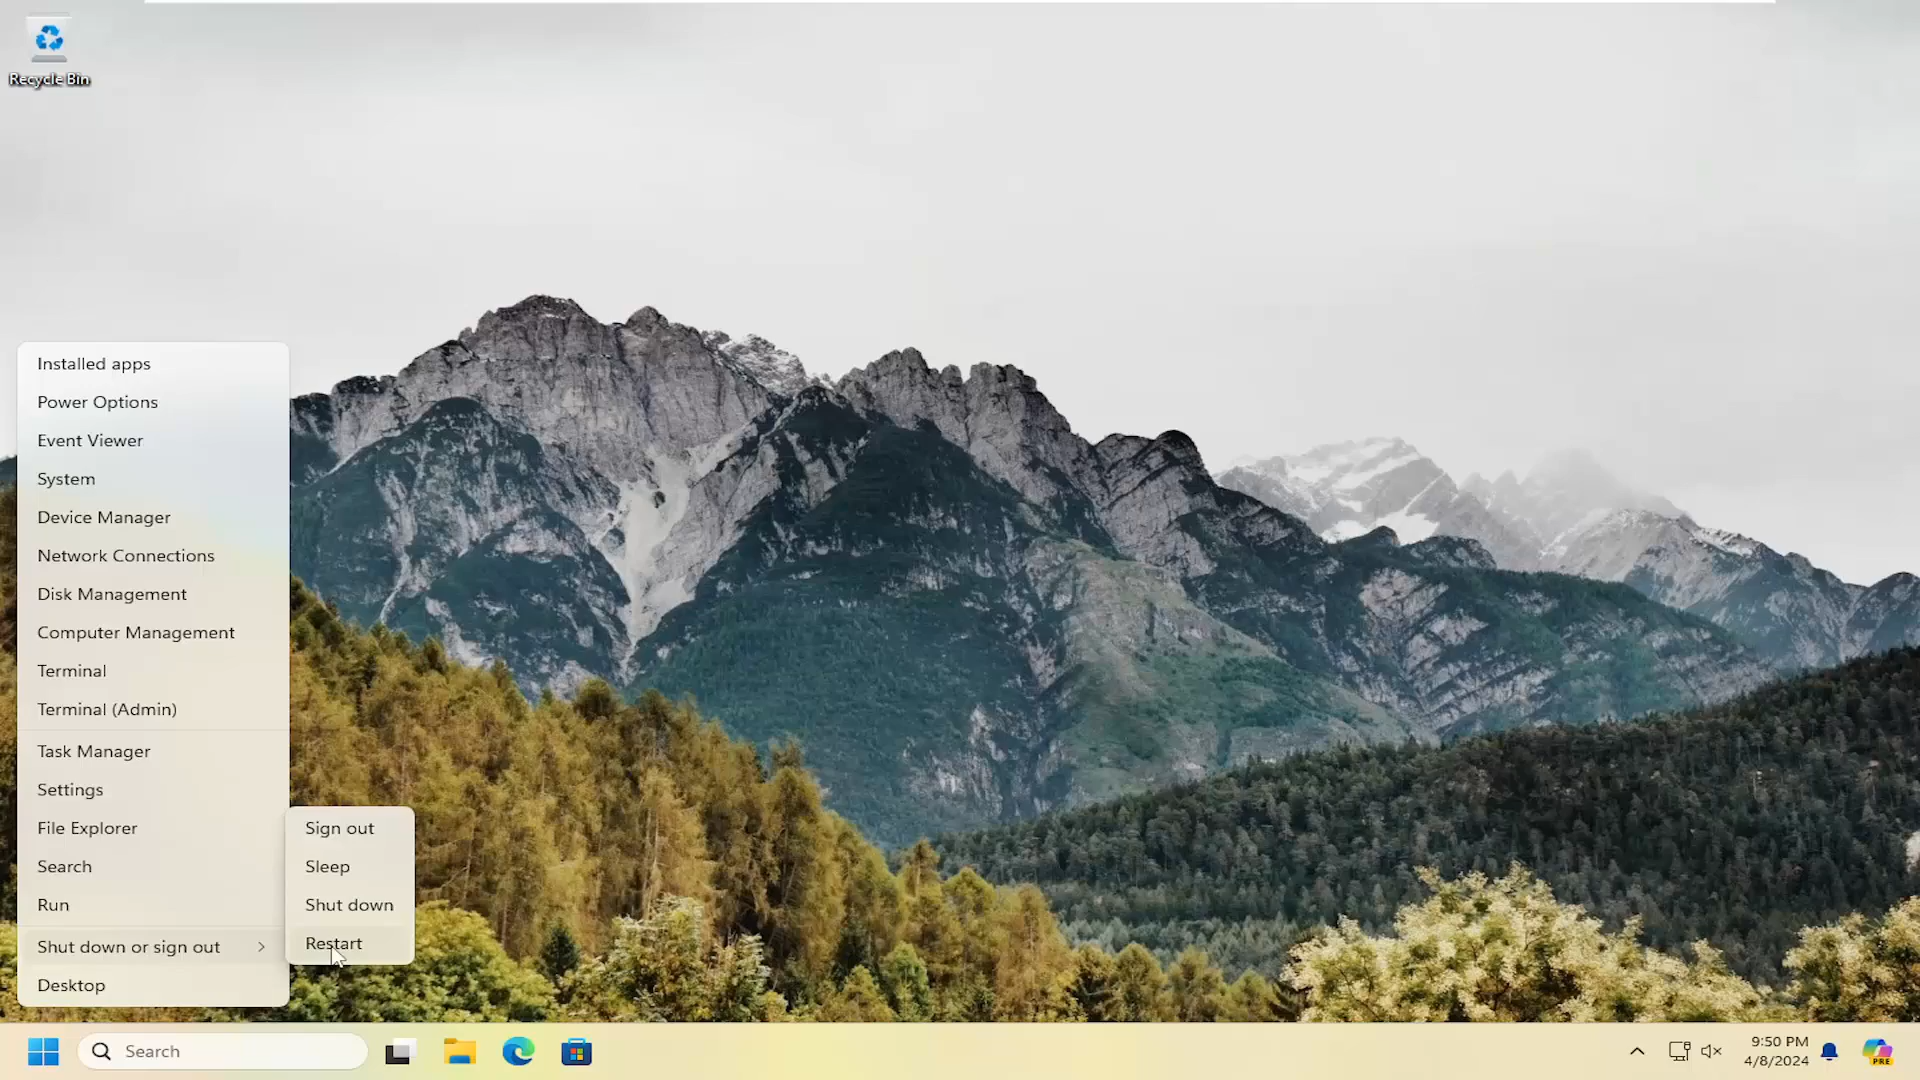 Recycle Bin
Installed apps
Power Options
Event Viewer
System
Device Manager
Network Connections
Disk Management
Computer Management
Terminal
Terminal (Admin)
Task Manager
Settings
File Explorer
Search
Run
Shut down or sign out
Desktop
Sign out
Sleep
Shut down
Restart
Search
9:50 PM
4/8/2024
PRE